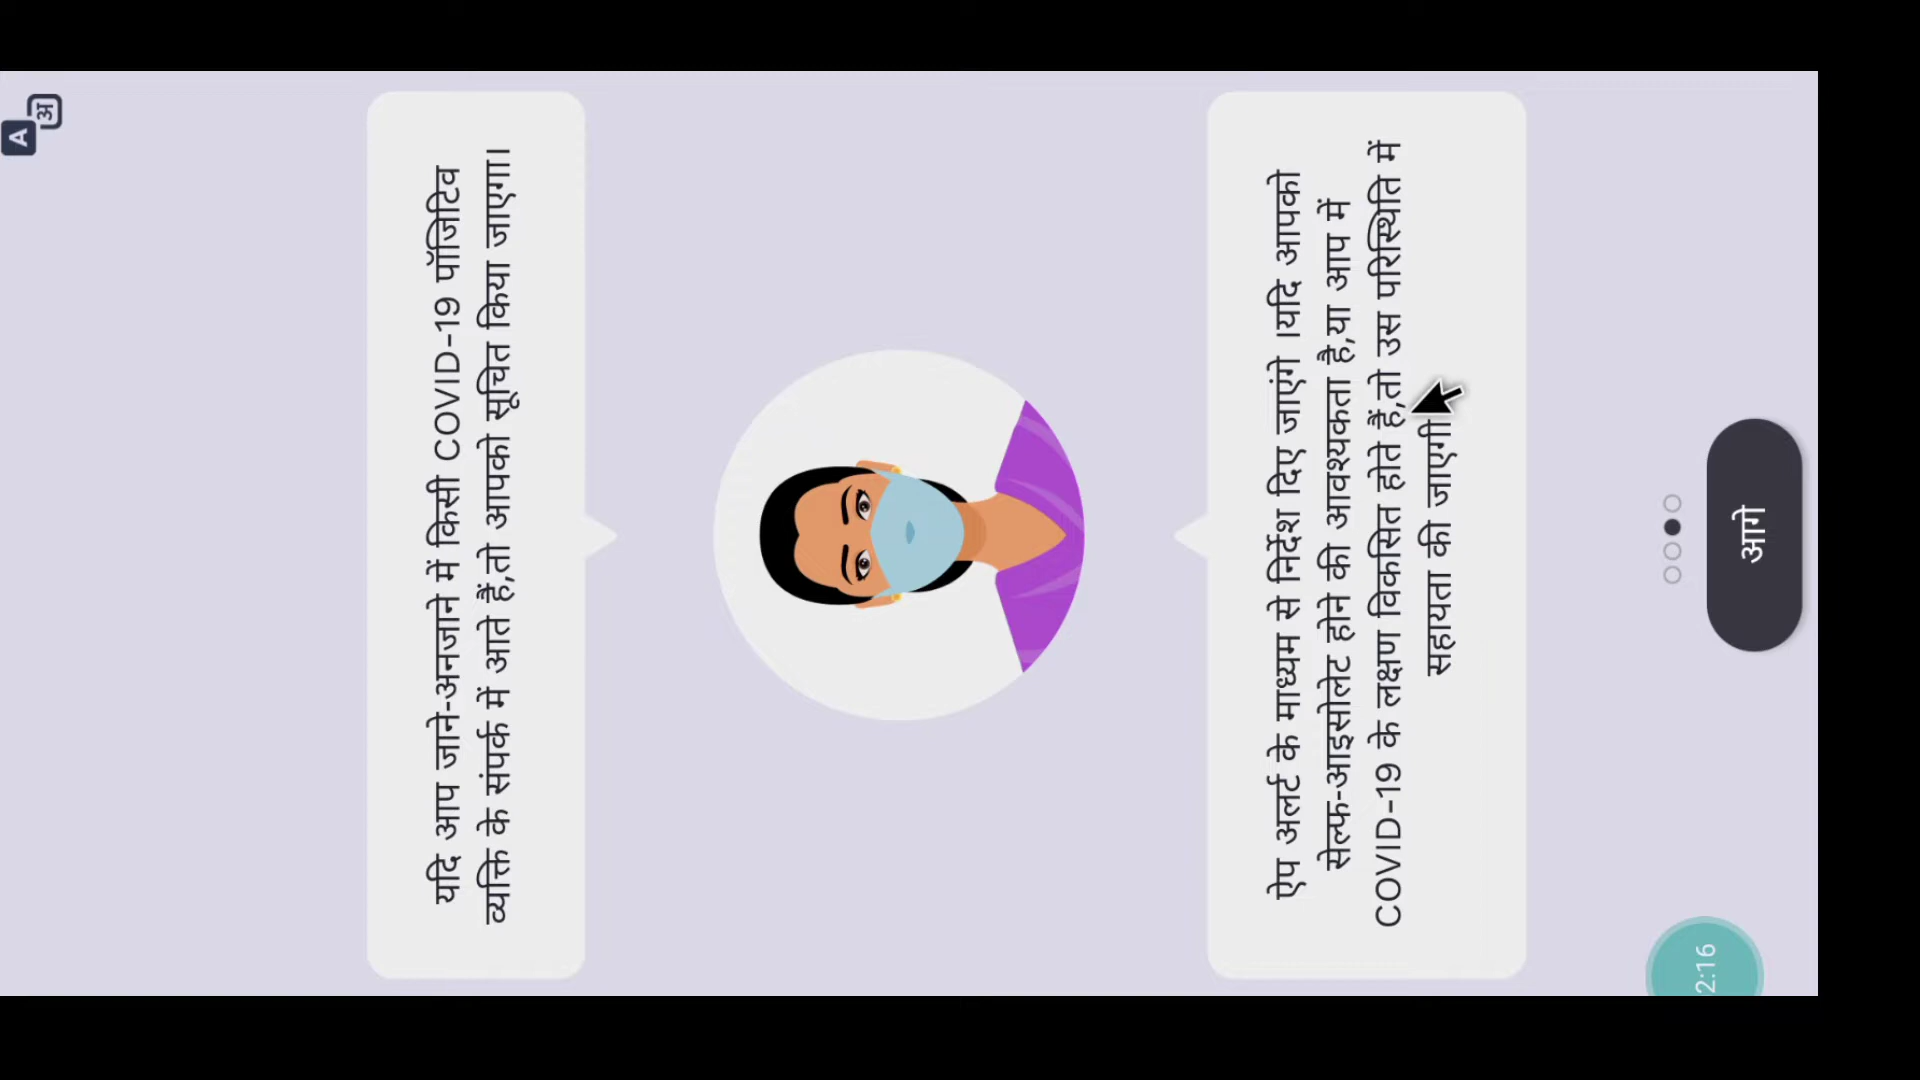 A अ
यदि आप जाने-अनजाने में किसी COVID-19 पॉजिटिव
व्यक्ति के संपर्क में आते हैं,तो आपको सूचित किया जाएगा।
ऐप अलर्ट के माध्यम से निर्देश दिए जाएंगे ।यदि आपको
सेल्फ-आइसोलेट होने की आवश्यकता है,या आप में
COVID-19 के लक्षण विकसित होते हैं,तो उस परिस्थिति में
सहायता की जाएगी
आगे
2:16